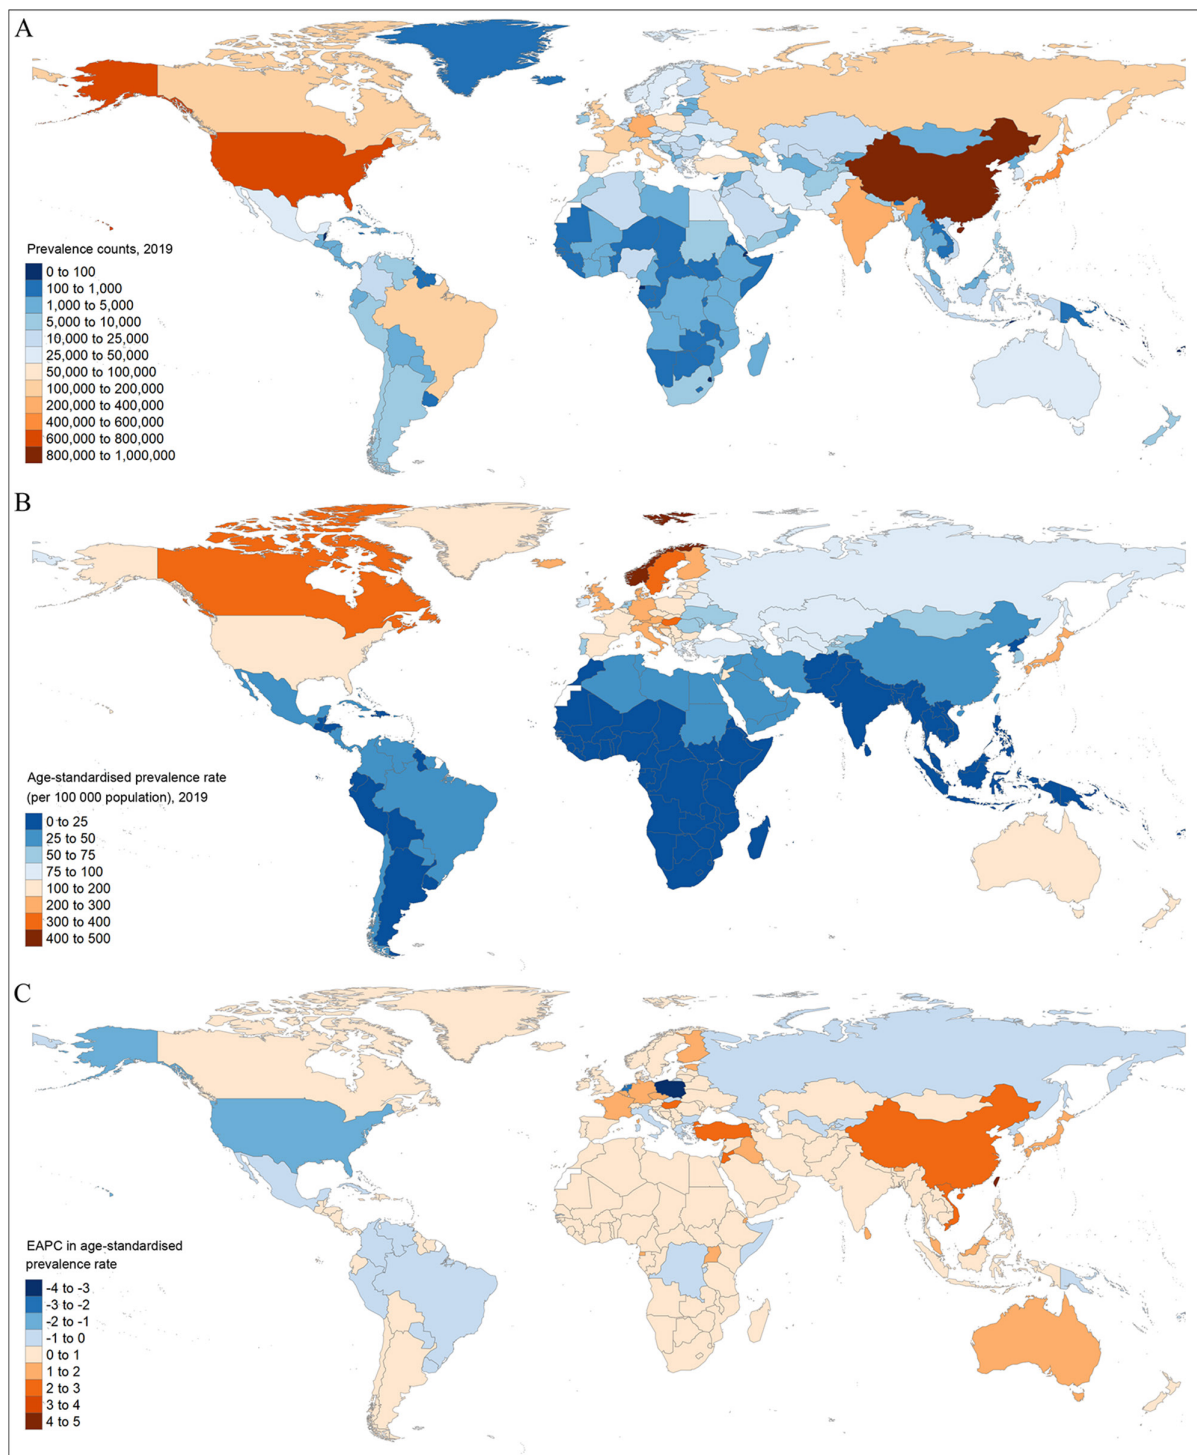 A
Prevalence counts, 2019
0 to 100
100 to 1,000
1,000 to 5,000
5,000 to 10,000
10,000 to 25,000
25,000 to 50,000
50,000 to 100,000
100,000 to 200,000
200,000 to 400,000
400,000 to 600,000
600,000 to 800,000
800,000 to 1,000,000
B
Age-standardised prevalence rate
(per 100 000 population), 2019
0 to 25
25 to 50
50 to 75
75 to 100
100 to 200
200 to 300
300 to 400
400 to 500
C
EAPC in age-standardised
prevalence rate
-4 to -3
-3 to -2
-2 to -1
-1 to 0
0 to 1
1 to 2
2 to 3
3 to 4
4 to 5